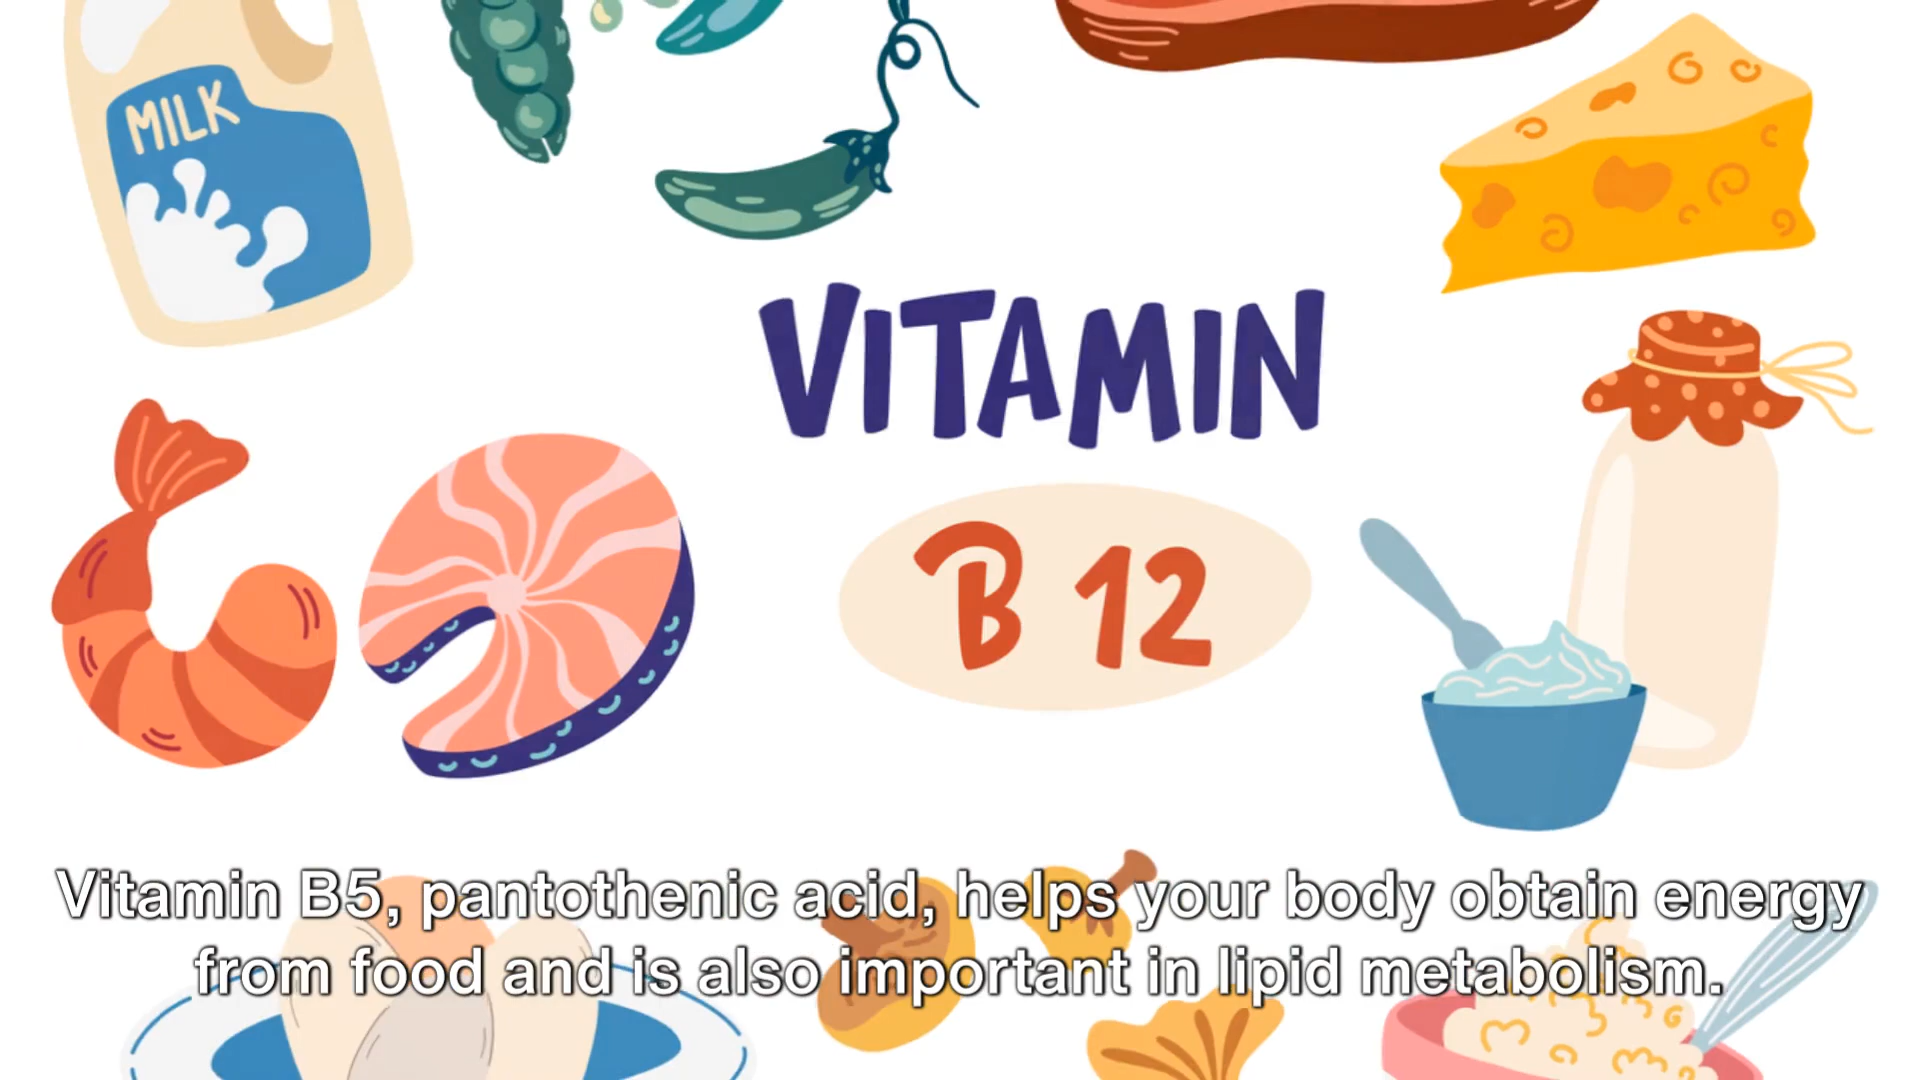 MILK
VITAMIN
B 12
Vitamin B5, pantothenic acid, helps your body obtain energy
from food and is also important in lipid metabolism.